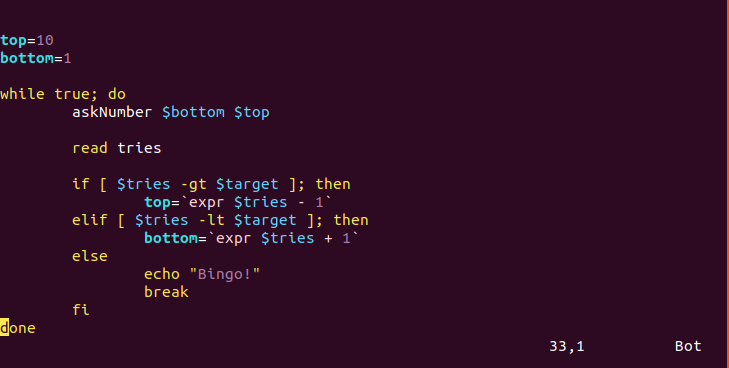 top=10
bottom=1
while true; do
askNumber $bottom $top
read tries
if [ $tries -gt $target ]; then
top=`expr $tries - 1`
elif [ $tries -lt $target ]; then
bottom=`expr $tries + 1`
else
echo "Bingo!"
break
fi
done
33,1 Bot